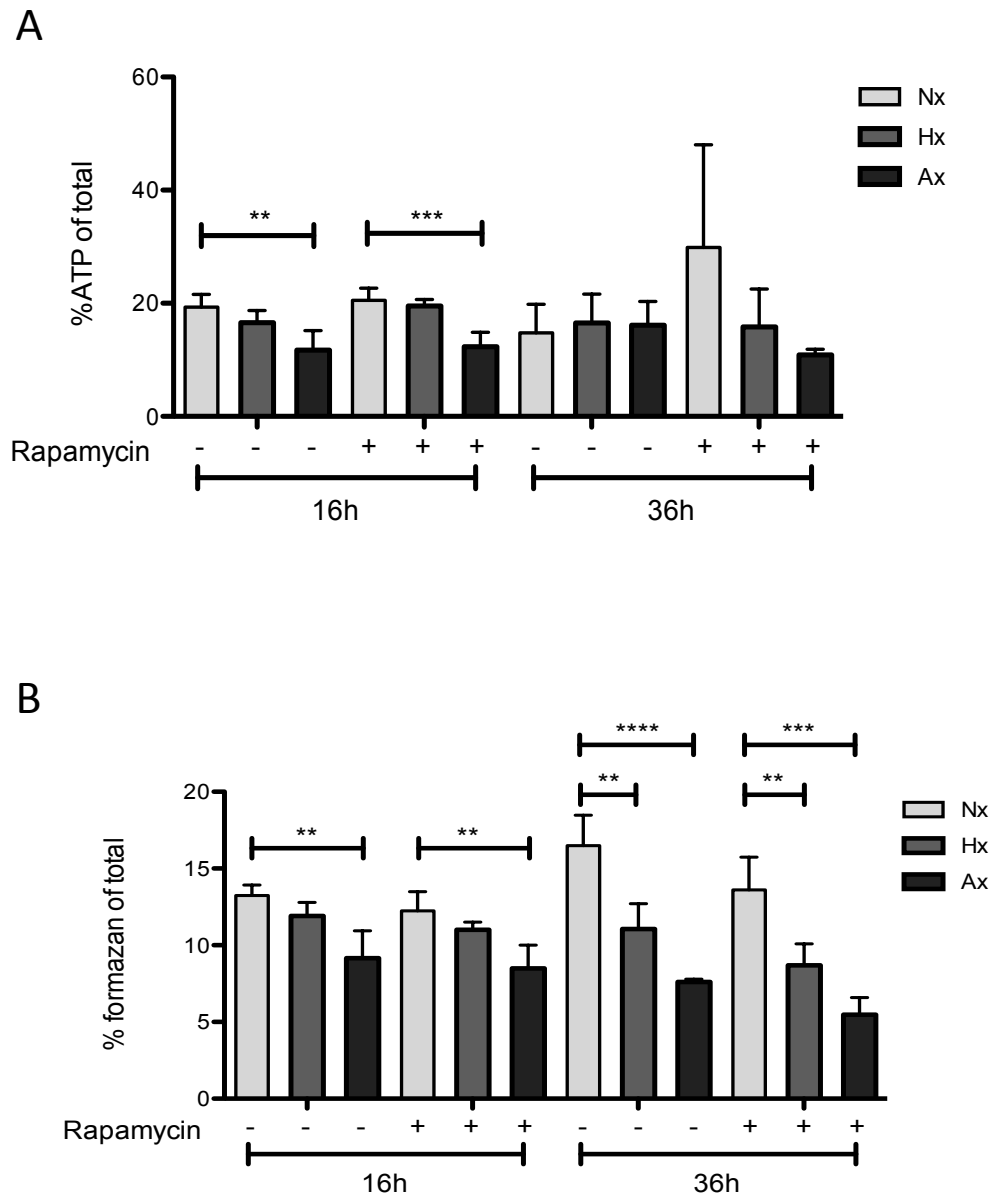 A
60
40
20
0
%ATP of total
** ***
Nx
Hx
Ax
Rapamycin - - - + + + - - - + + +
16h 36h
B
20
15
10
5
0
% formazan of total
**** ***
** **
** **
Nx
Hx
Ax
Rapamycin - - - + + + - - - + + +
16h 36h